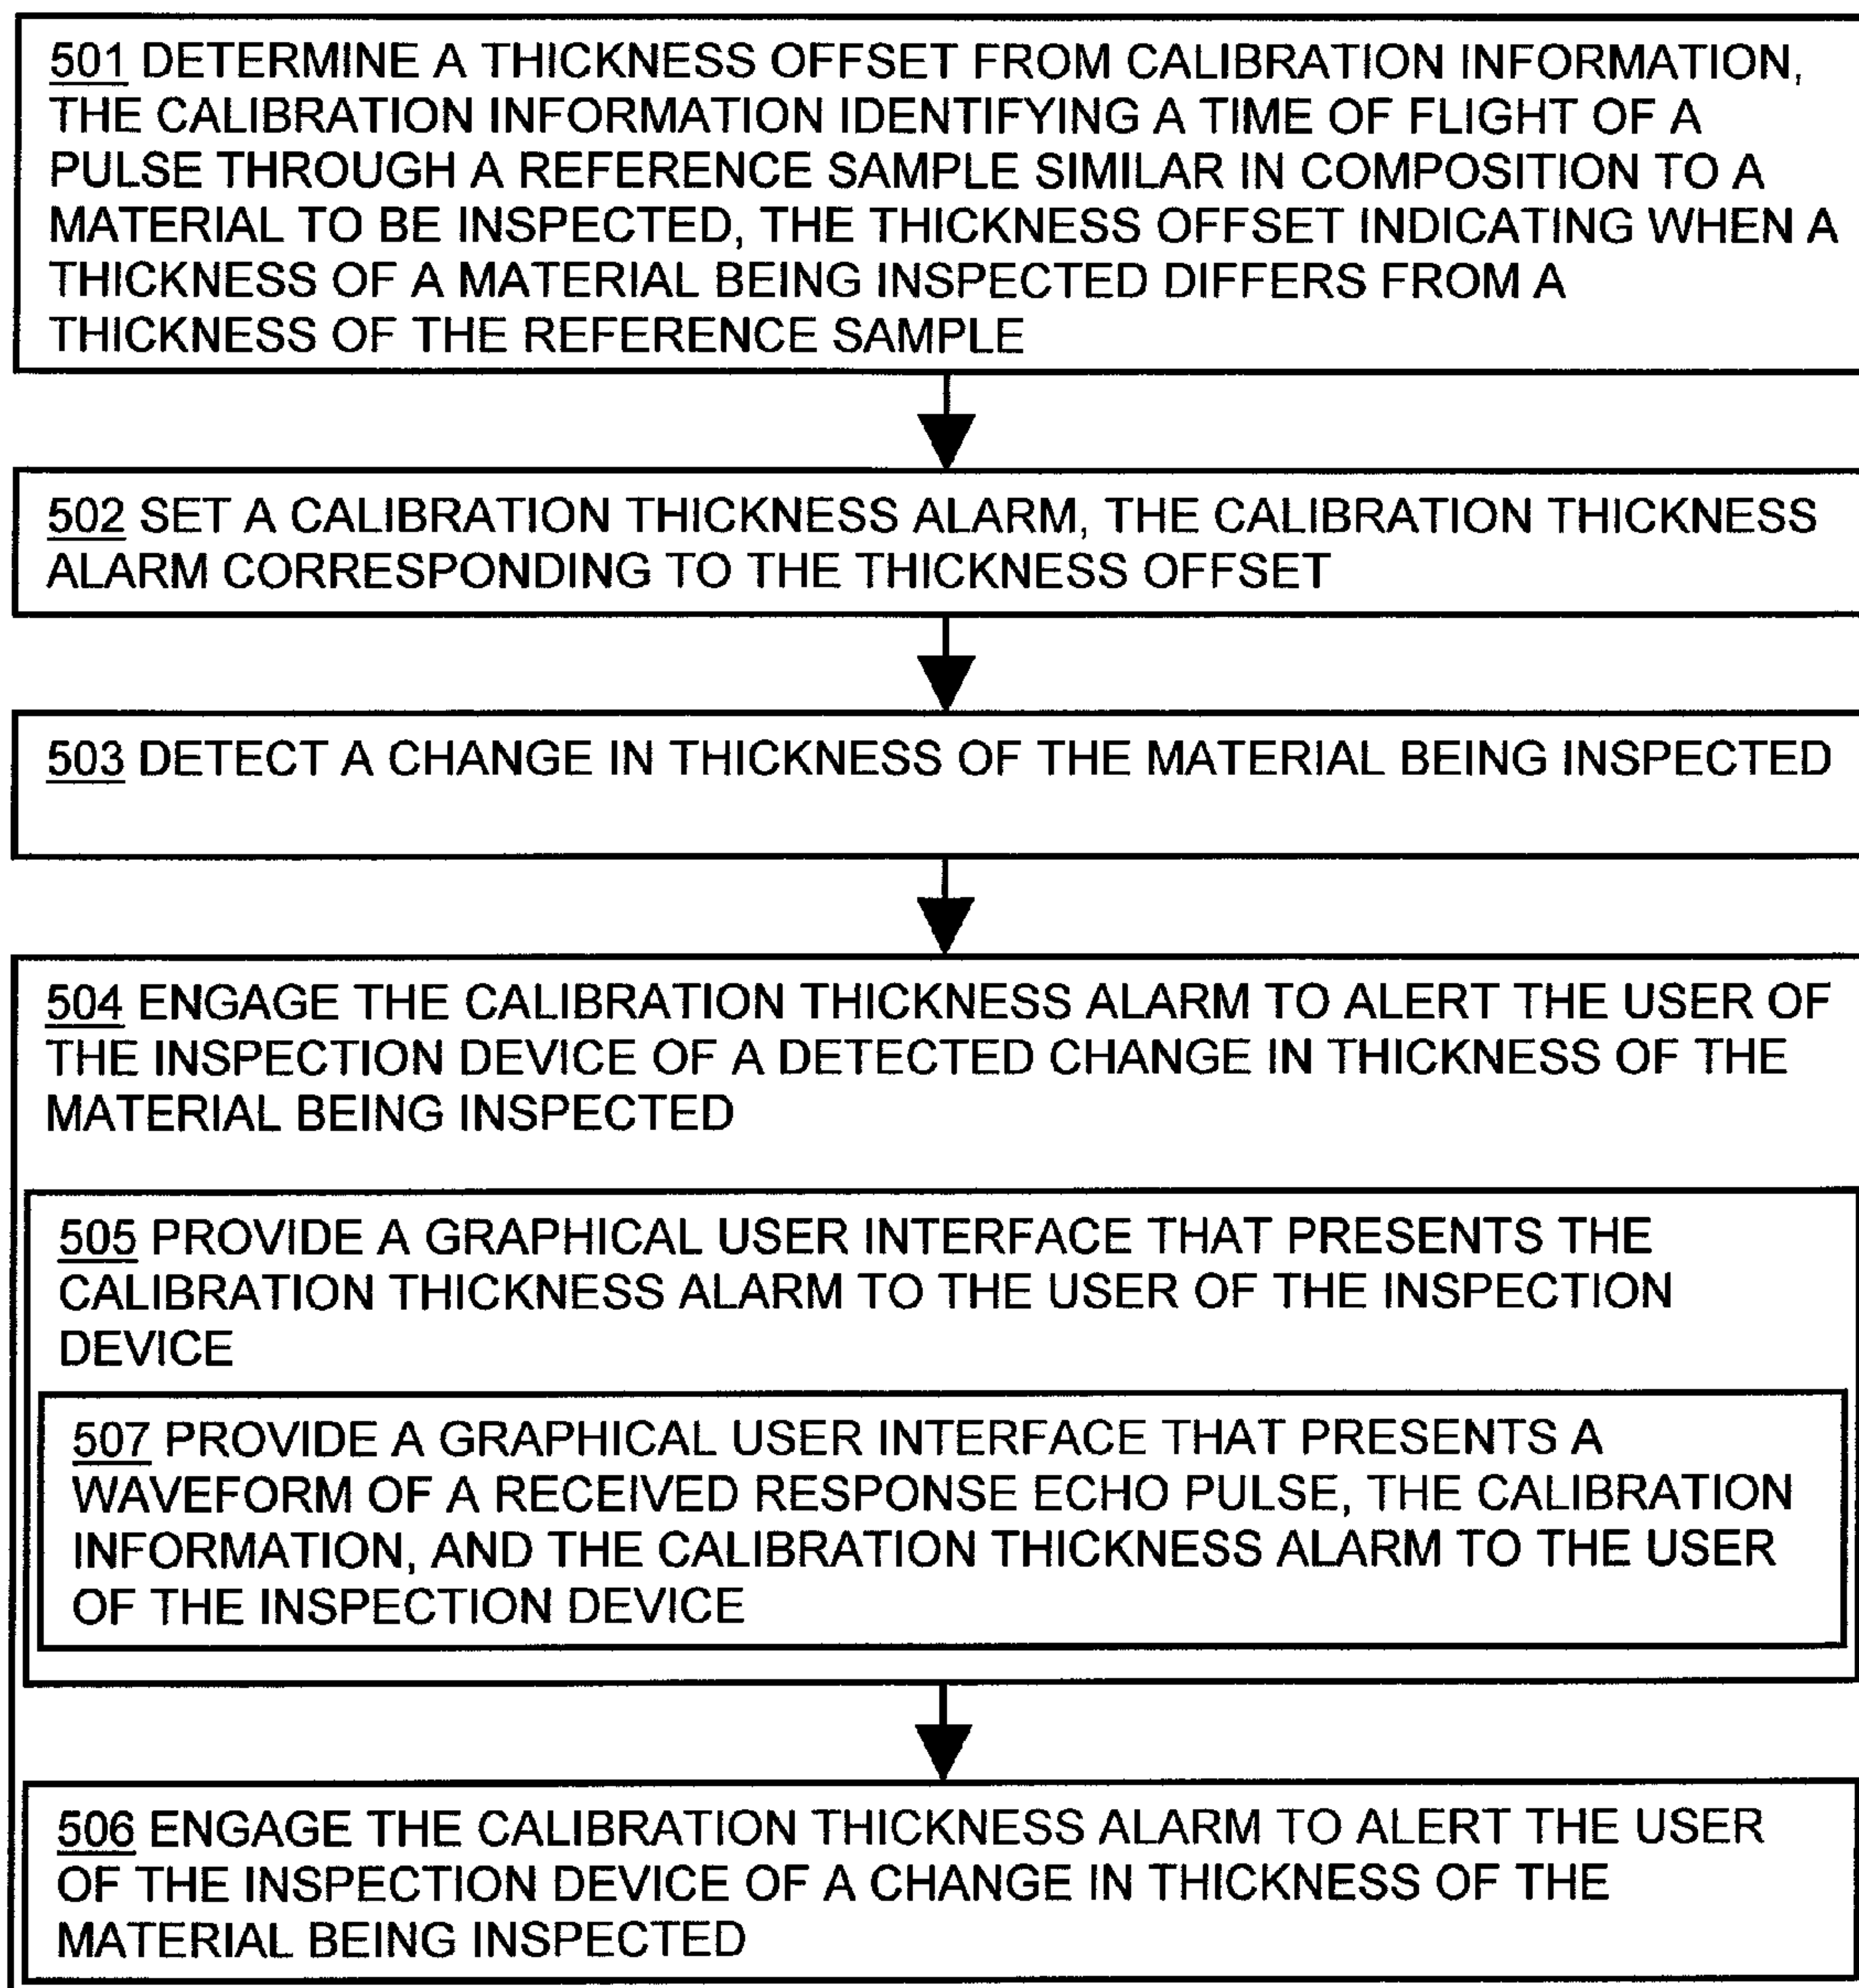 501 DETERMINE A THICKNESS OFFSET FROM CALIBRATION INFORMATION,
THE CALIBRATION INFORMATION IDENTIFYING A TIME OF FLIGHT OF A
PULSE THROUGH A REFERENCE SAMPLE SIMILAR IN COMPOSITION TO A
MATERIAL TO BE INSPECTED, THE THICKNESS OFFSET INDICATING WHEN A
THICKNESS OF A MATERIAL BEING INSPECTED DIFFERS FROM A
THICKNESS OF THE REFERENCE SAMPLE
502 SET A CALIBRATION THICKNESS ALARM, THE CALIBRATION THICKNESS
ALARM CORRESPONDING TO THE THICKNESS OFFSET
503 DETECT A CHANGE IN THICKNESS OF THE MATERIAL BEING INSPECTED
504 ENGAGE THE CALIBRATION THICKNESS ALARM TO ALERT THE USER OF
THE INSPECTION DEVICE OF A DETECTED CHANGE IN THICKNESS OF THE
MATERIAL BEING INSPECTED
505 PROVIDE A GRAPHICAL USER INTERFACE THAT PRESENTS THE
CALIBRATION THICKNESS ALARM TO THE USER OF THE INSPECTION
DEVICE
507 PROVIDE A GRAPHICAL USER INTERFACE THAT PRESENTS A
WAVEFORM OF A RECEIVED RESPONSE ECHO PULSE, THE CALIBRATION
INFORMATION, AND THE CALIBRATION THICKNESS ALARM TO THE USER
OF THE INSPECTION DEVICE
506 ENGAGE THE CALIBRATION THICKNESS ALARM TO ALERT THE USER
OF THE INSPECTION DEVICE OF A CHANGE IN THICKNESS OF THE
MATERIAL BEING INSPECTED